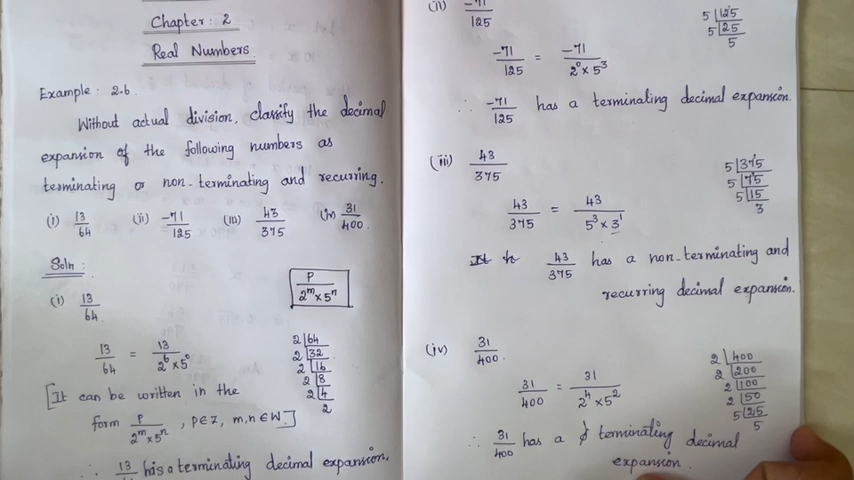 Chapter : 2
Real Numbers
Example : 2.6
Without actual division, classify the decimal
expansion of the following numbers as
terminating or non-terminating and recurring.
(i) 13/64 (ii) -71/125 (iii) 43/375 (iv) 31/400.
Soln :
P/2^m×5^n
(i) 13/64
13/64 = 13/2^6×5^0
2|64
2|32
2|16
2|8
2|4
2
[It can be written in the
form P/2^m×5^n , P∈Z, m,n∈W.]
∴ 13/ has a terminating decimal expansion.
(ii) -71/125
5|125
5|25
5
-71/125 = -71/2^0×5^3
∴ -71/125 has a terminating decimal expansion.
(iii) 43/375
5|375
5|75
5|15
3
43/375 = 43/5^3×3^1
43/375 has a non-terminating and
recurring decimal expansion.
(iv) 31/400.
2|400
2|200
2|100
2|50
5|25
5
31/400 = 31/2^4×5^2
∴ 31/400 has a terminating decimal
expansion.